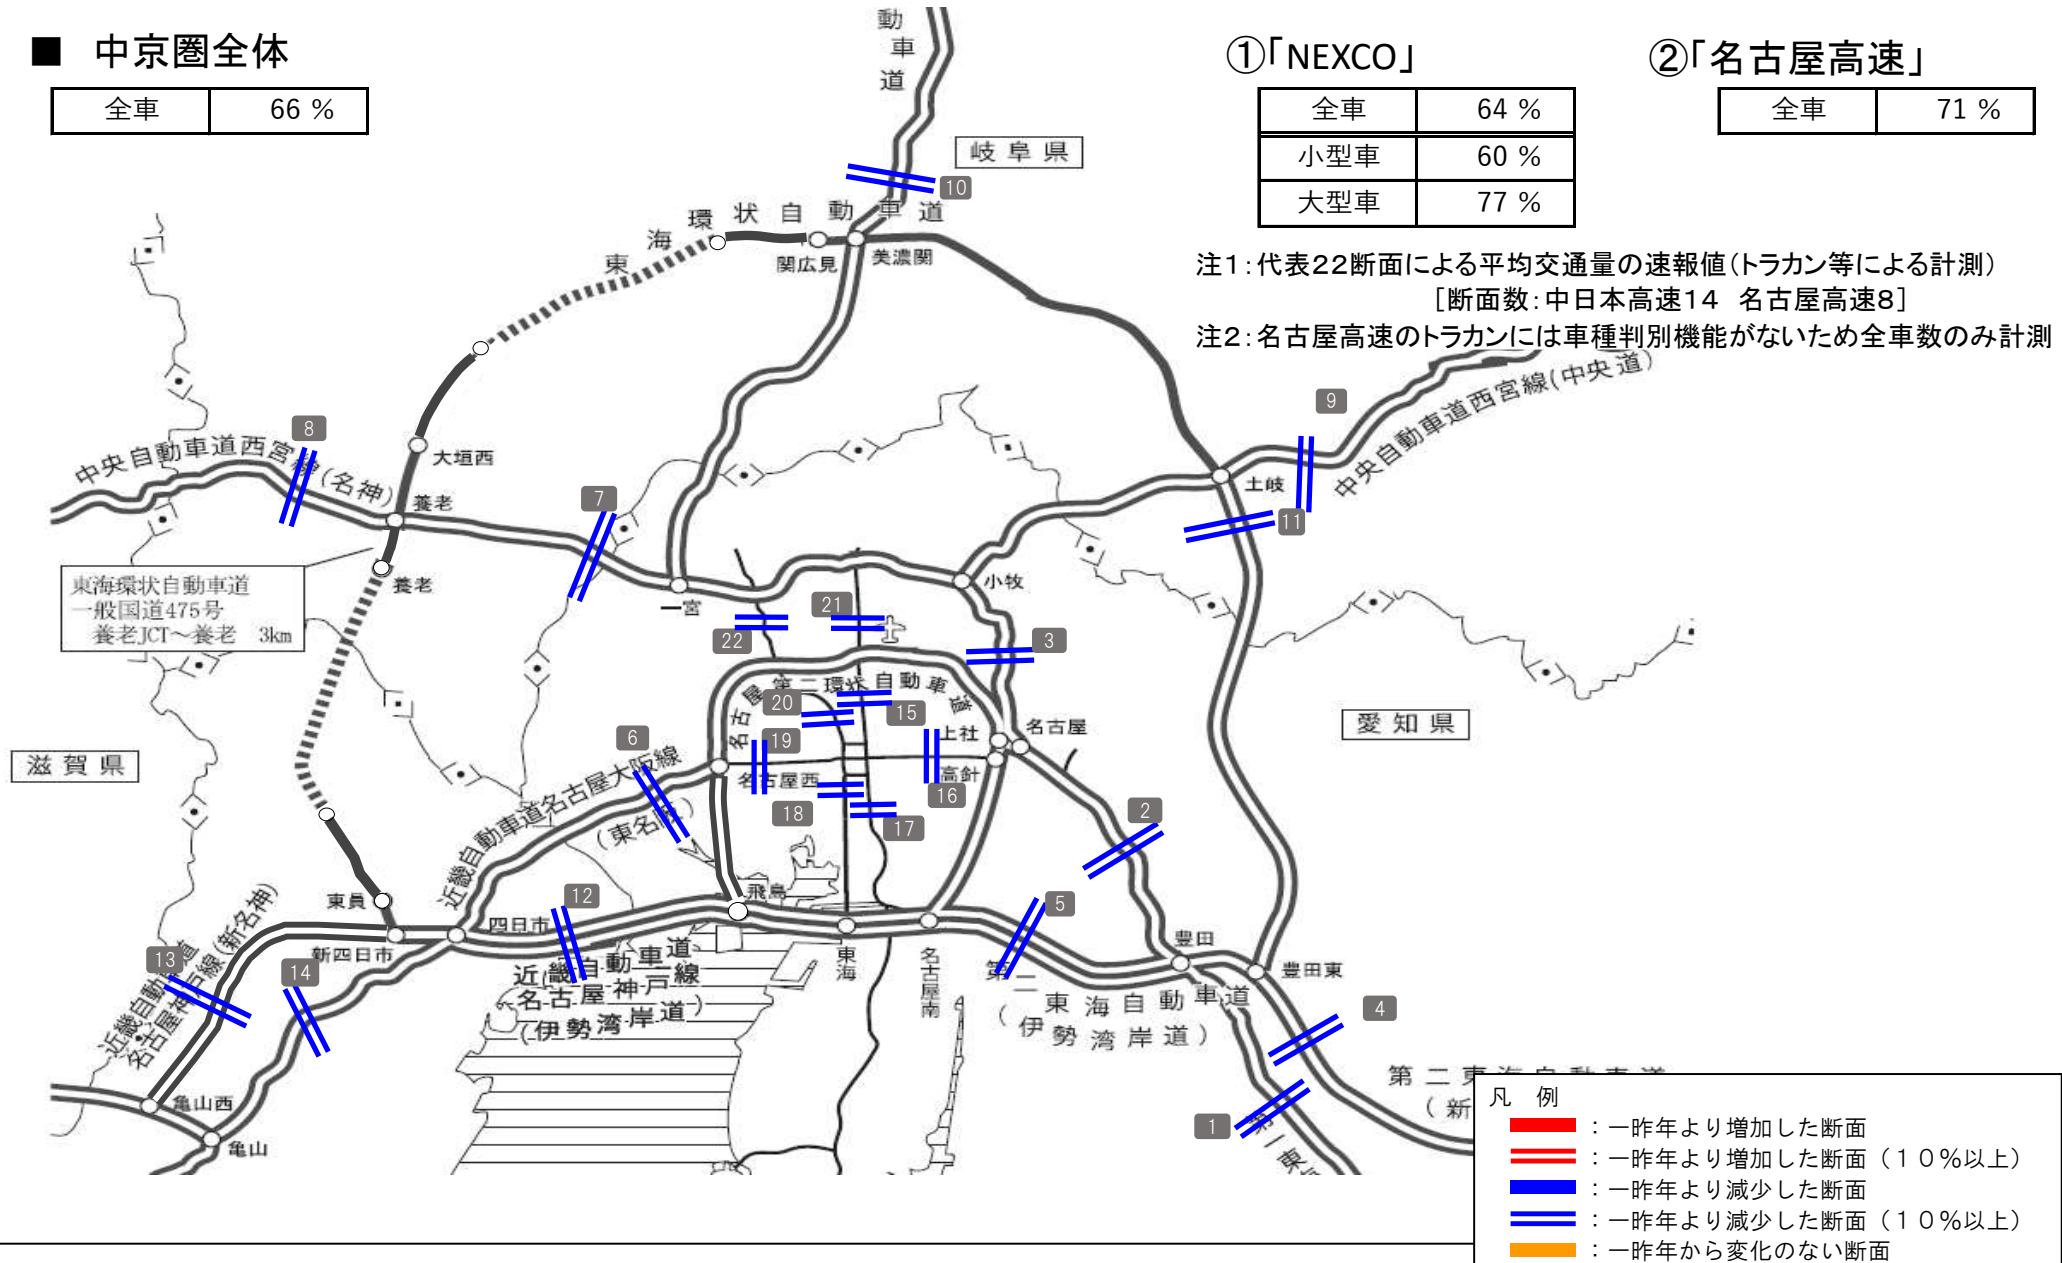 ■ 中京圏全体
全車 66 %
①「NEXCO」
全車 64 %
小型車 60 %
大型車 77 %
②「名古屋高速」
全車 71 %
注1：代表22断面による平均交通量の速報値（トラカン等による計測）
［断面数：中日本高速14 名古屋高速8］
注2：名古屋高速のトラカンには車種判別機能がないため全車数のみ計測
動車道
岐阜県
10
東海環状自動車道
関広見
美濃関
9
中央自動車道西宮線(中央道)
8
中央自動車道西宮線(名神)
大垣西
養老
7
土岐
11
養老
東海環状自動車道
一般国道475号
養老JCT～養老 3km
一宮
小牧
21
22
3
名古屋第二環状自動車道
20
15
19
上社
名古屋
愛知県
滋賀県
6
近畿自動車道名古屋大阪線
(東名阪)
名古屋西
高針
16
18
17
2
飛島
東員
12
四日市
5
新四日市
13
14
近畿自動車道
名古屋神戸線(新名神)
近畿自動車道
名古屋神戸線
(伊勢湾岸道)
東海
名古屋南
豊田
豊田東
第二東海自動車道
(伊勢湾岸道)
4
亀山西
亀山
1
第二東海自動車道
(新
第一東
凡 例
：一昨年より増加した断面
：一昨年より増加した断面（１０％以上）
：一昨年より減少した断面
：一昨年より減少した断面（１０％以上）
：一昨年から変化のない断面